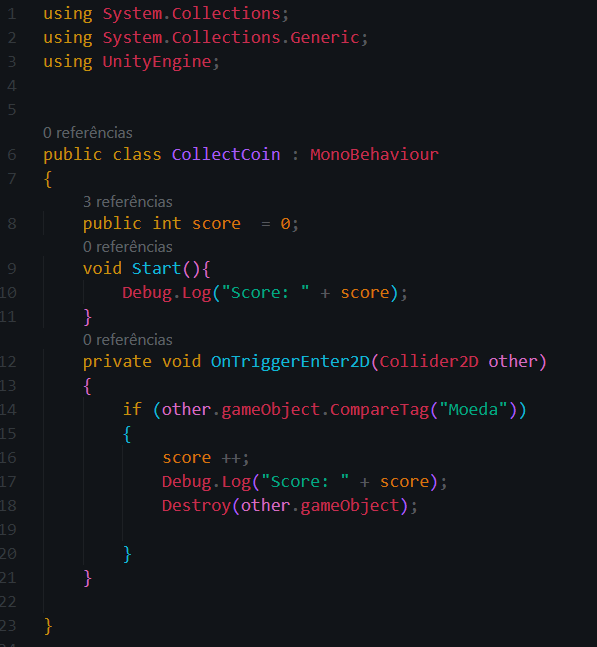 1 using System.Collections;
2 using System.Collections.Generic;
3 using UnityEngine;
4
5
0 referências
6 public class CollectCoin : MonoBehaviour
7 {
3 referências
8 public int score  = 0;
0 referências
9 void Start(){
10 Debug.Log("Score: " + score);
11 }
0 referências
12 private void OnTriggerEnter2D(Collider2D other)
13 {
14 if (other.gameObject.CompareTag("Moeda"))
15 {
16 score ++;
17 Debug.Log("Score: " + score);
18 Destroy(other.gameObject);
19
20 }
21 }
22
23 }